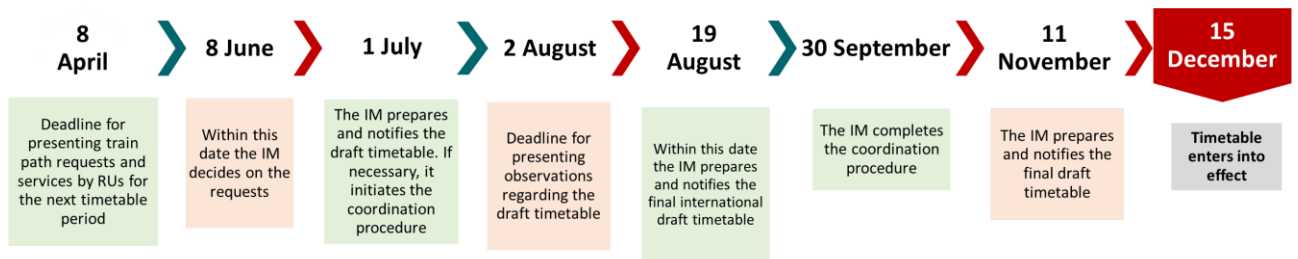 8
April
8 June
1 July
2 August
19
August
30 September
11
November
15
December
Deadline for
presenting train
path requests and
services by RUs for
the next timetable
period
Within this
date the IM
decides on the
requests
The IM prepares
and notifies the
draft timetable. If
necessary, it
initiates the
coordination
procedure
Deadline for
presenting
observations
regarding the
draft timetable
Within this date
the IM prepares
and notifies the
final international
draft timetable
The IM completes
the coordination
procedure
The IM prepares
and notifies the
final draft
timetable
Timetable
enters into
effect